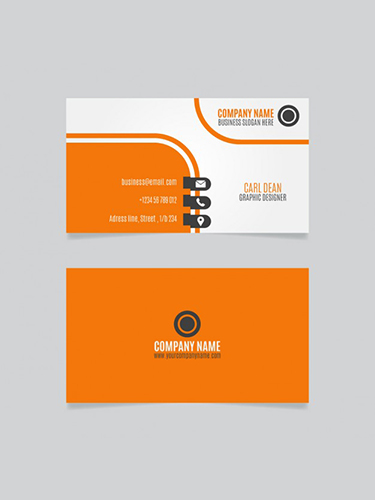 COMPANY NAME
BUSINESS SLOGAN HERE
business@email.com
+1234 56 789 012
Addres line, Street , 1/b 234
CARL DEAN
GRAPHIC DESIGNER
COMPANY NAME
www.yourcompanyname.com